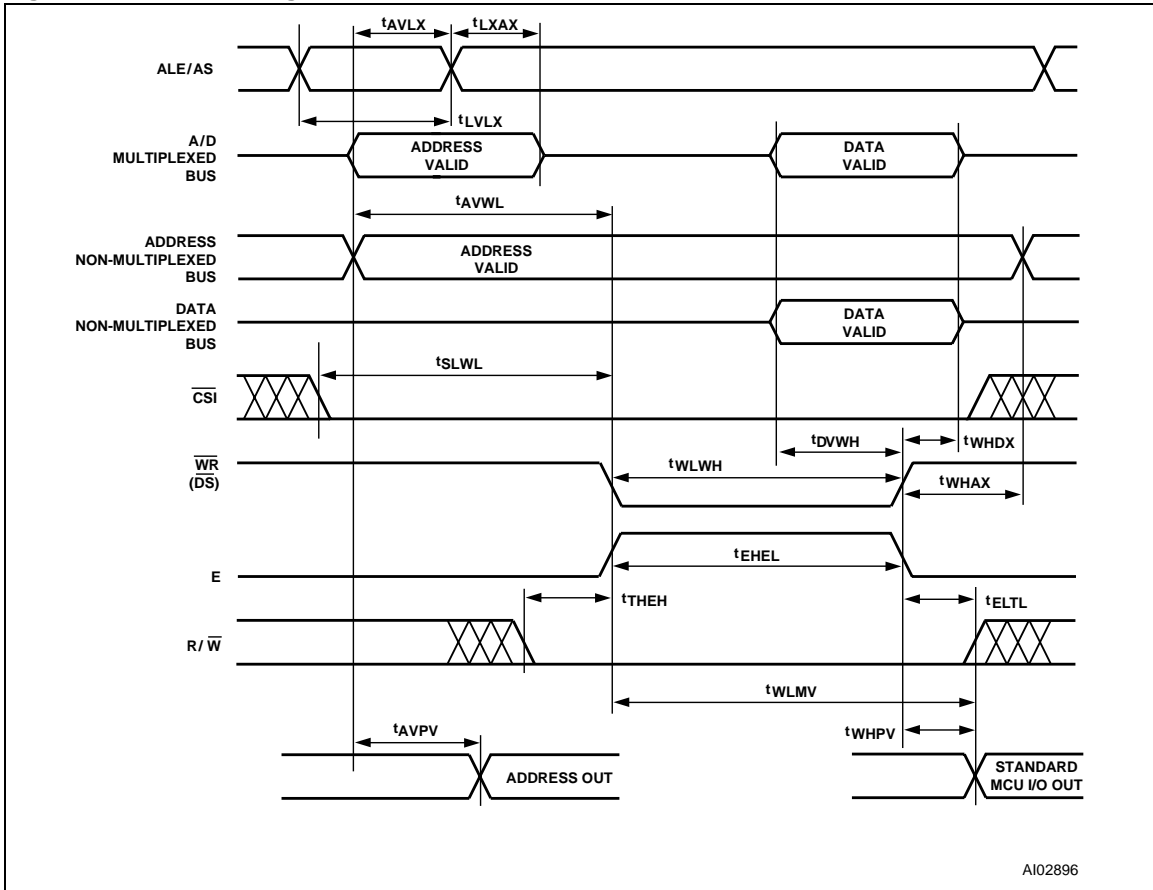 tAVLX
tLXAX
ALE/AS
tLVLX
A/D
MULTIPLEXED
BUS
ADDRESS
VALID
DATA
VALID
tAVWL
ADDRESS
NON-MULTIPLEXED
BUS
ADDRESS
VALID
DATA
NON-MULTIPLEXED
BUS
DATA
VALID
tSLWL
CSI
tDVWH
tWHDX
WR
(DS)
tWLWH
tWHAX
tEHEL
E
tTHEH
tELTL
R/ W
tWLMV
tAVPV
tWHPV
ADDRESS OUT
STANDARD
MCU I/O OUT
AI02896